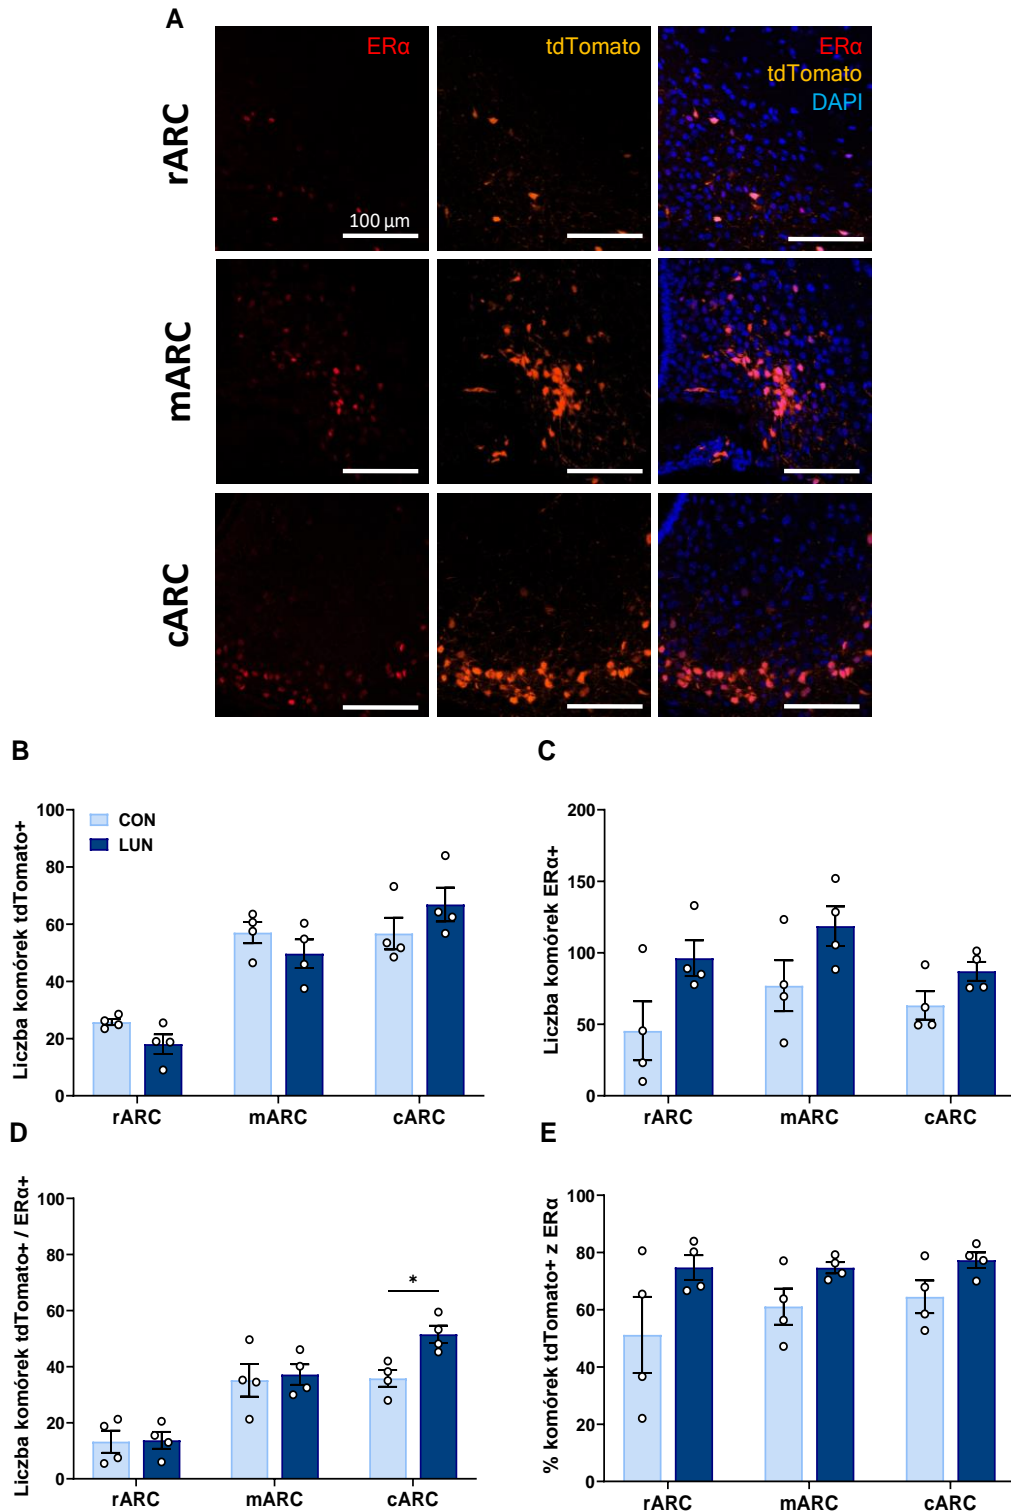 A
ERα
tdTomato
ERα
tdTomato
DAPI
rARC
100 µm
mARC
cARC
B
Liczba komórek tdTomato+
100
80
60
40
20
0
CON
LUN
rARC
mARC
cARC
C
Liczba komórek ERα+
200
150
100
50
0
rARC
mARC
cARC
D
Liczba komórek tdTomato+ / ERα+
100
80
60
40
20
0
*
rARC
mARC
cARC
E
% komórek tdTomato+ z ERα
100
80
60
40
20
0
rARC
mARC
cARC